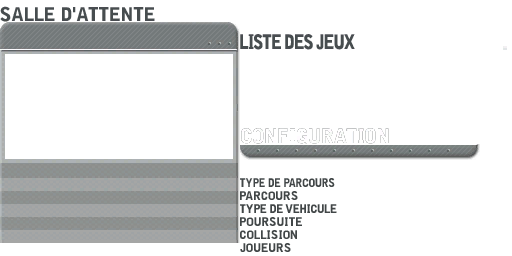 SALLE D'ATTENTE
LISTE DES JEUX
CONFIGURATION
TYPE DE PARCOURS
PARCOURS
TYPE DE VEHICULE
POURSUITE
COLLISION
JOUEURS